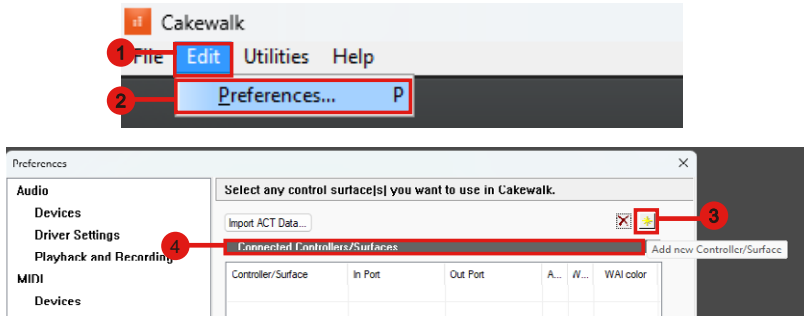 Cakewalk
File Edit Utilities Help
1
Preferences... P
2
Preferences
Audio
Select any control surface[s] you want to use in Cakewalk.
Devices
Import ACT Data...
3
Driver Settings
4
Connected Controllers/Surfaces
Add new Controller/Surface
Playback and Recording
MIDI
Controller/Surface In Port Out Port A... W... WAI color
Devices